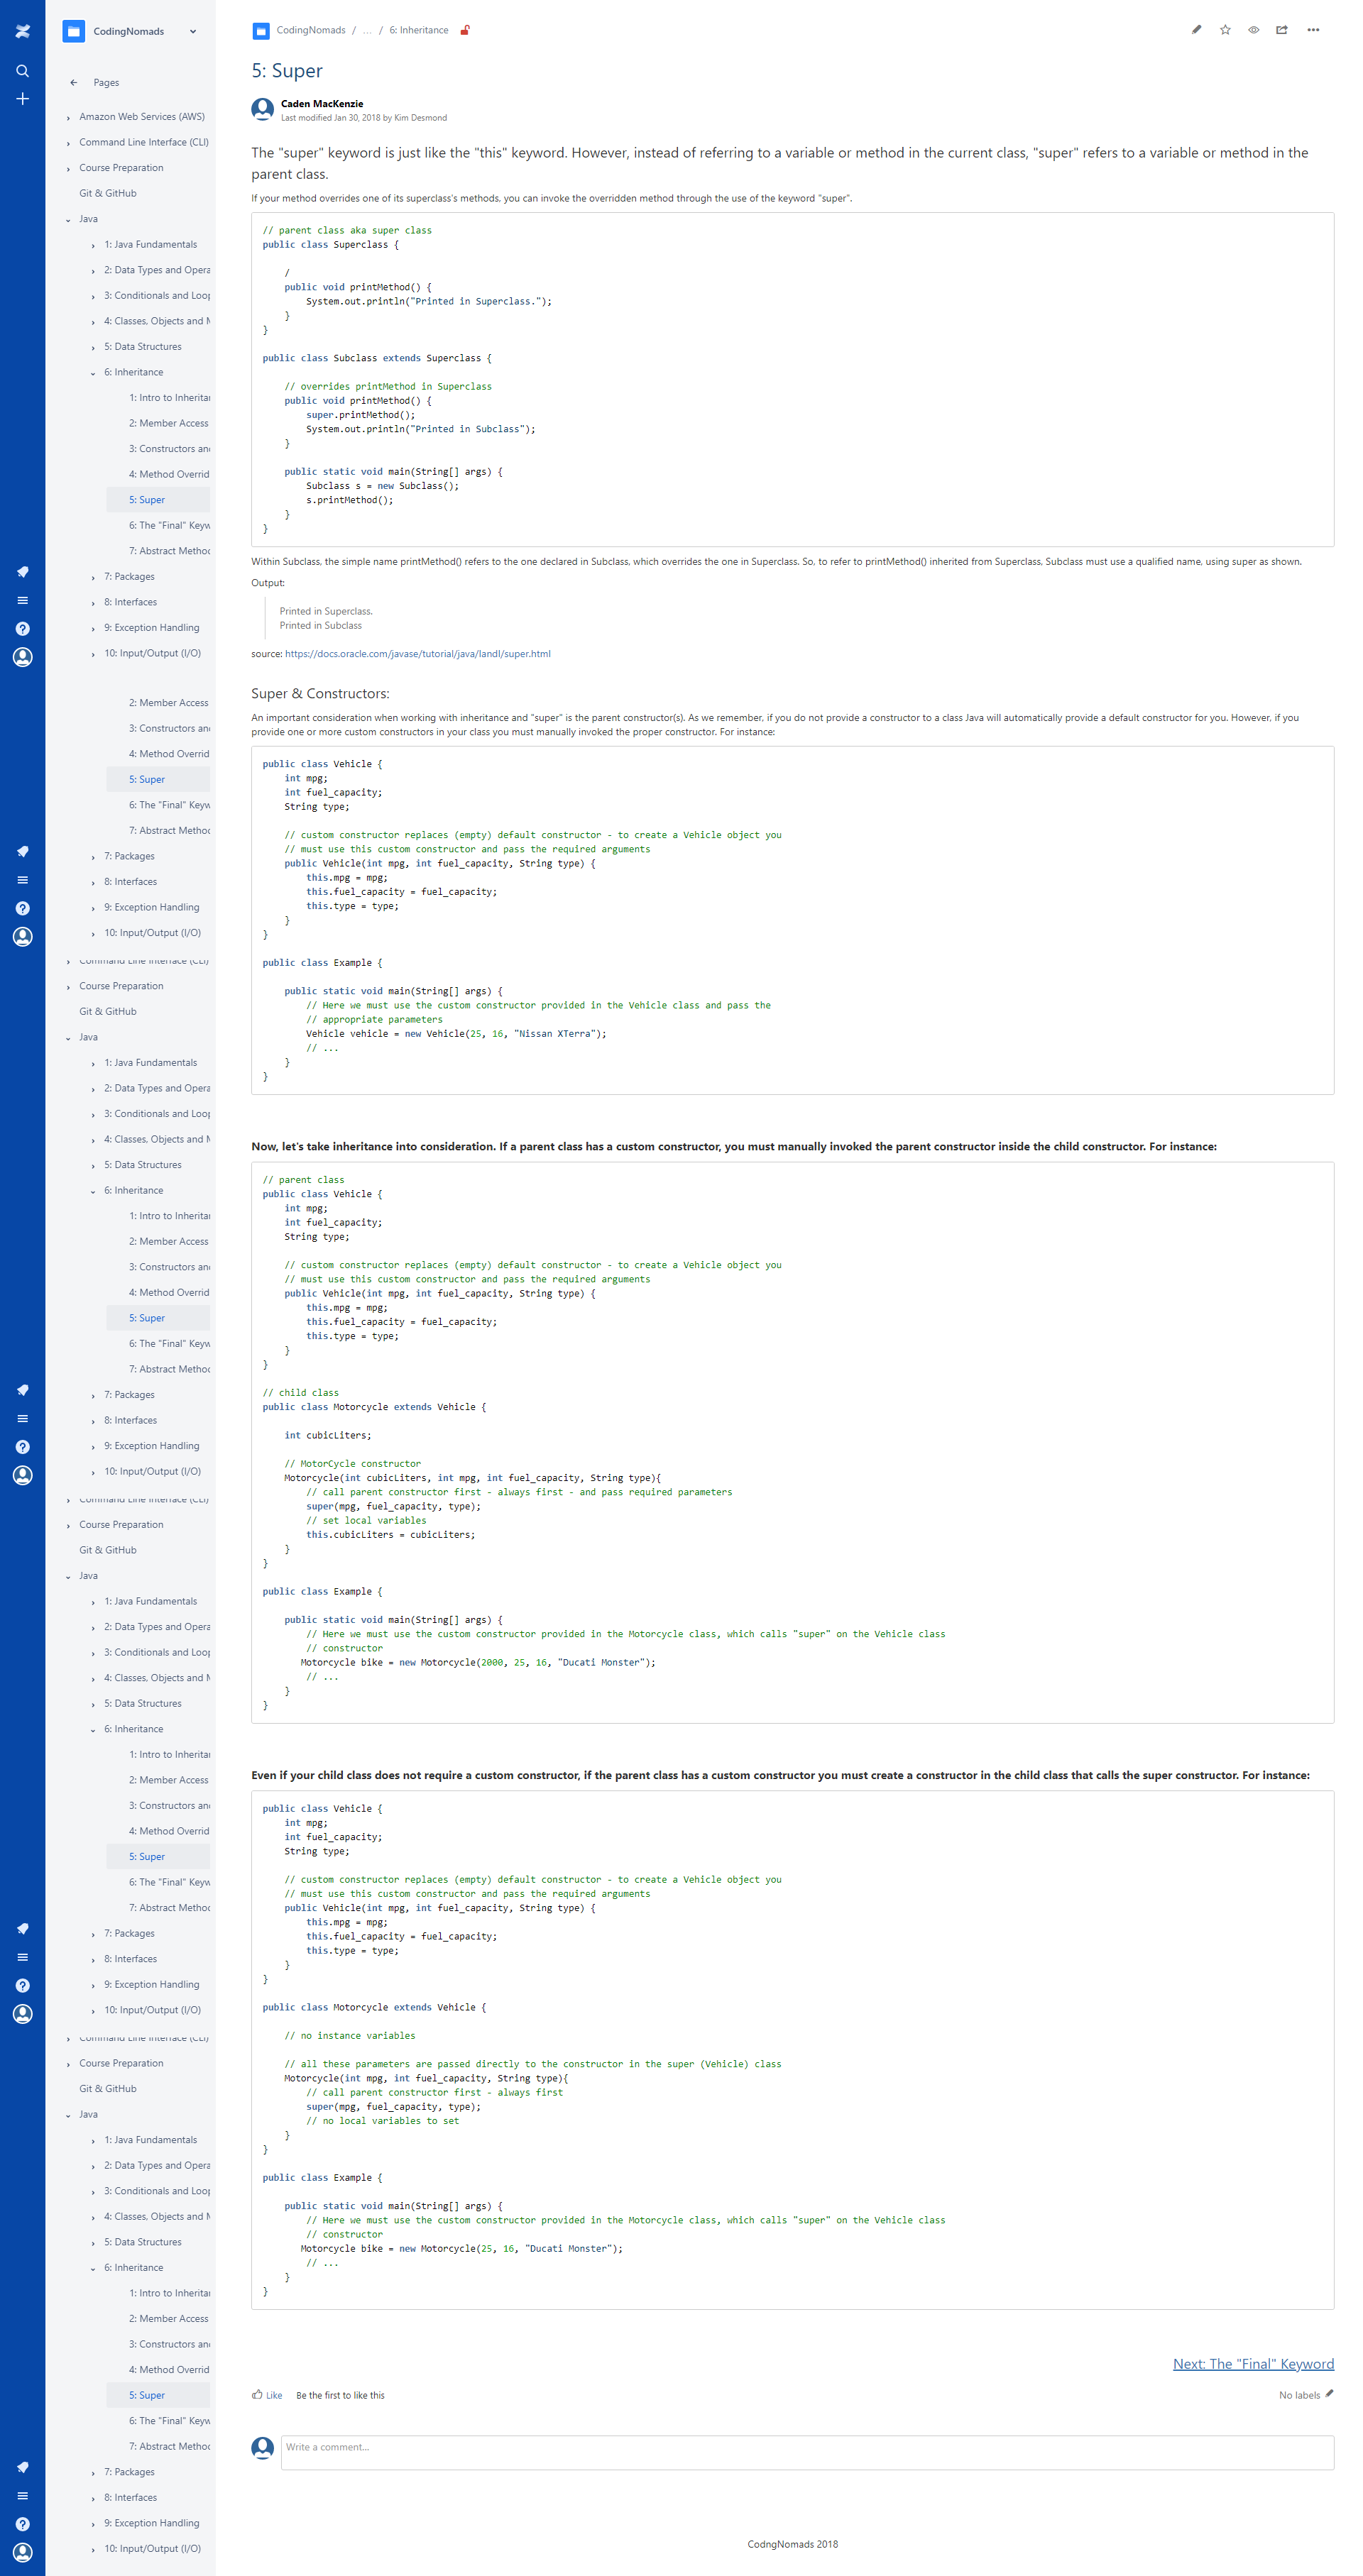 CodingNomads
Pages
Amazon Web Services (AWS)
Command Line Interface (CLI)
Course Preparation
Git & GitHub
Java
1: Java Fundamentals
2: Data Types and Opera
3: Conditionals and Loop
4: Classes, Objects and M
5: Data Structures
6: Inheritance
1: Intro to Inherita
2: Member Access
3: Constructors an
4: Method Overrid
5: Super
6: The "Final" Keyw
7: Abstract Method
7: Packages
8: Interfaces
9: Exception Handling
10: Input/Output (I/O)
2: Member Access
3: Constructors an
4: Method Overrid
5: Super
6: The "Final" Keyw
7: Abstract Method
7: Packages
8: Interfaces
9: Exception Handling
10: Input/Output (I/O)
Command Line Interface (CLI)
Course Preparation
Git & GitHub
Java
1: Java Fundamentals
2: Data Types and Opera
3: Conditionals and Loop
4: Classes, Objects and M
5: Data Structures
6: Inheritance
1: Intro to Inherita
2: Member Access
3: Constructors an
4: Method Overrid
5: Super
6: The "Final" Keyw
7: Abstract Method
7: Packages
8: Interfaces
9: Exception Handling
10: Input/Output (I/O)
Command Line Interface (CLI)
Course Preparation
Git & GitHub
Java
1: Java Fundamentals
2: Data Types and Opera
3: Conditionals and Loop
4: Classes, Objects and M
5: Data Structures
6: Inheritance
1: Intro to Inherita
2: Member Access
3: Constructors an
4: Method Overrid
5: Super
6: The "Final" Keyw
7: Abstract Method
7: Packages
8: Interfaces
9: Exception Handling
10: Input/Output (I/O)
Command Line Interface (CLI)
Course Preparation
Git & GitHub
Java
1: Java Fundamentals
2: Data Types and Opera
3: Conditionals and Loop
4: Classes, Objects and M
5: Data Structures
6: Inheritance
1: Intro to Inherita
2: Member Access
3: Constructors an
4: Method Overrid
5: Super
6: The "Final" Keyw
7: Abstract Method
7: Packages
8: Interfaces
9: Exception Handling
10: Input/Output (I/O)
CodingNomads / ... / 6: Inheritance
5: Super
Caden MacKenzie
Last modified Jan 30, 2018 by Kim Desmond
The "super" keyword is just like the "this" keyword. However, instead of referring to a variable or method in the current class, "super" refers to a variable or method in the
parent class.
If your method overrides one of its superclass's methods, you can invoke the overridden method through the use of the keyword "super".
// parent class aka super class
public class Superclass {
/
public void printMethod() {
System.out.println("Printed in Superclass.");
}
}
public class Subclass extends Superclass {
// overrides printMethod in Superclass
public void printMethod() {
super.printMethod();
System.out.println("Printed in Subclass");
}
public static void main(String[] args) {
Subclass s = new Subclass();
s.printMethod();
}
}
Within Subclass, the simple name printMethod() refers to the one declared in Subclass, which overrides the one in Superclass. So, to refer to printMethod() inherited from Superclass, Subclass must use a qualified name, using super as shown.
Output:
Printed in Superclass.
Printed in Subclass
source: https://docs.oracle.com/javase/tutorial/java/IandI/super.html
Super & Constructors:
An important consideration when working with inheritance and "super" is the parent constructor(s). As we remember, if you do not provide a constructor to a class Java will automatically provide a default constructor for you. However, if you
provide one or more custom constructors in your class you must manually invoked the proper constructor. For instance:
public class Vehicle {
int mpg;
int fuel_capacity;
String type;
// custom constructor replaces (empty) default constructor - to create a Vehicle object you
// must use this custom constructor and pass the required arguments
public Vehicle(int mpg, int fuel_capacity, String type) {
this.mpg = mpg;
this.fuel_capacity = fuel_capacity;
this.type = type;
}
}
public class Example {
public static void main(String[] args) {
// Here we must use the custom constructor provided in the Vehicle class and pass the
// appropriate parameters
Vehicle vehicle = new Vehicle(25, 16, "Nissan XTerra");
// ...
}
}
Now, let's take inheritance into consideration. If a parent class has a custom constructor, you must manually invoked the parent constructor inside the child constructor. For instance:
// parent class
public class Vehicle {
int mpg;
int fuel_capacity;
String type;
// custom constructor replaces (empty) default constructor - to create a Vehicle object you
// must use this custom constructor and pass the required arguments
public Vehicle(int mpg, int fuel_capacity, String type) {
this.mpg = mpg;
this.fuel_capacity = fuel_capacity;
this.type = type;
}
}
// child class
public class Motorcycle extends Vehicle {
int cubicLiters;
// MotorCycle constructor
Motorcycle(int cubicLiters, int mpg, int fuel_capacity, String type){
// call parent constructor first - always first - and pass required parameters
super(mpg, fuel_capacity, type);
// set local variables
this.cubicLiters = cubicLiters;
}
}
public class Example {
public static void main(String[] args) {
// Here we must use the custom constructor provided in the Motorcycle class, which calls "super" on the Vehicle class
// constructor
Motorcycle bike = new Motorcycle(2000, 25, 16, "Ducati Monster");
// ...
}
}
Even if your child class does not require a custom constructor, if the parent class has a custom constructor you must create a constructor in the child class that calls the super constructor. For instance:
public class Vehicle {
int mpg;
int fuel_capacity;
String type;
// custom constructor replaces (empty) default constructor - to create a Vehicle object you
// must use this custom constructor and pass the required arguments
public Vehicle(int mpg, int fuel_capacity, String type) {
this.mpg = mpg;
this.fuel_capacity = fuel_capacity;
this.type = type;
}
}
public class Motorcycle extends Vehicle {
// no instance variables
// all these parameters are passed directly to the constructor in the super (Vehicle) class
Motorcycle(int mpg, int fuel_capacity, String type){
// call parent constructor first - always first
super(mpg, fuel_capacity, type);
// no local variables to set
}
}
public class Example {
public static void main(String[] args) {
// Here we must use the custom constructor provided in the Motorcycle class, which calls "super" on the Vehicle class
// constructor
Motorcycle bike = new Motorcycle(25, 16, "Ducati Monster");
// ...
}
}
Next: The "Final" Keyword
Like Be the first to like this
No labels
Write a comment...
CodngNomads 2018